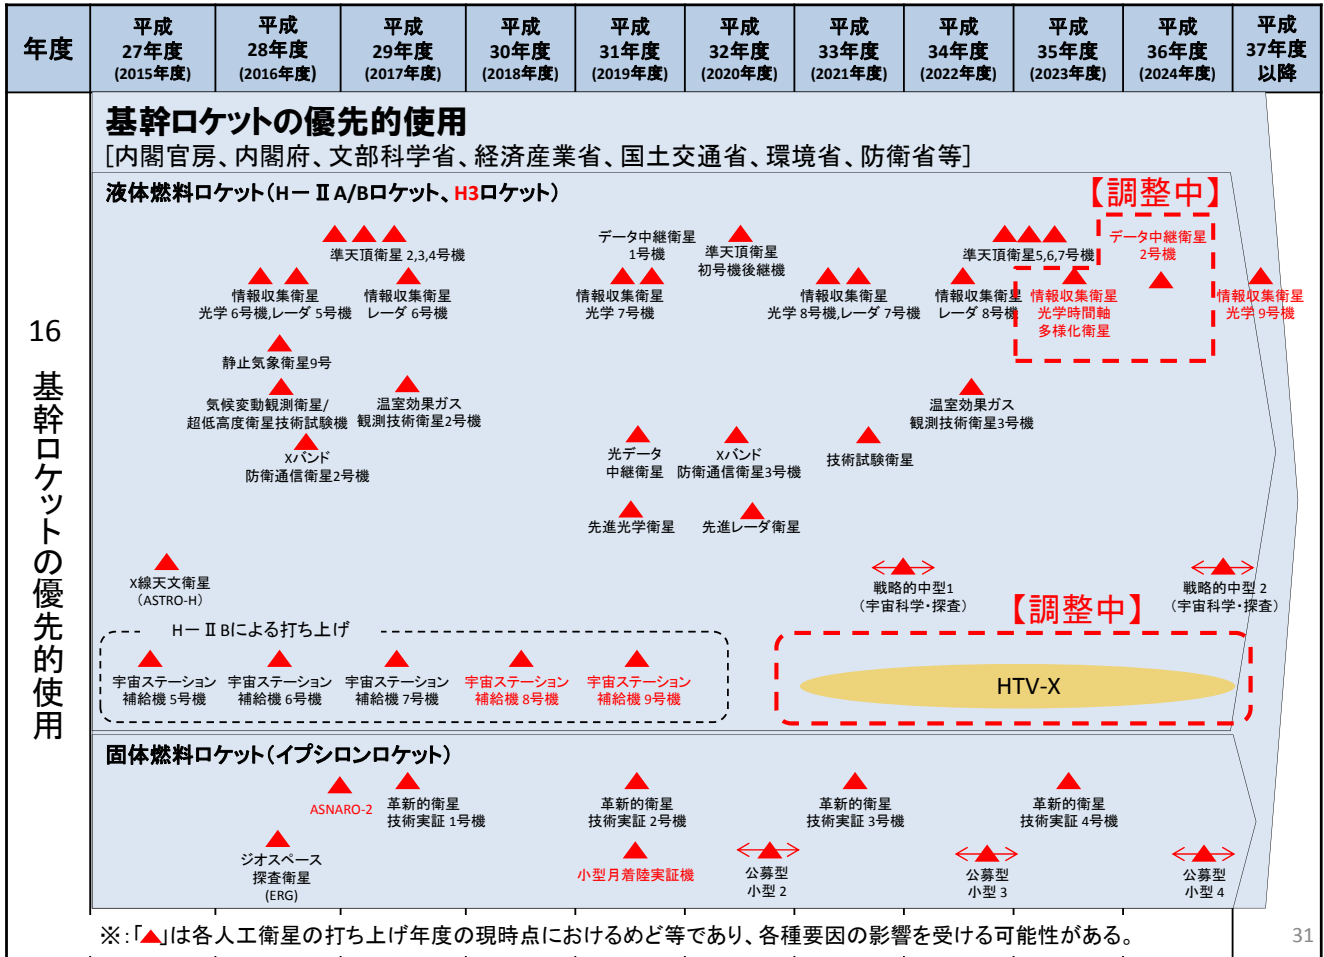 年度
平成
27年度
(2015年度)
平成
28年度
(2016年度)
平成
29年度
(2017年度)
平成
30年度
(2018年度)
平成
31年度
(2019年度)
平成
32年度
(2020年度)
平成
33年度
(2021年度)
平成
34年度
(2022年度)
平成
35年度
(2023年度)
平成
36年度
(2024年度)
平成
37年度
以降
16 基幹ロケットの優先的使用
基幹ロケットの優先的使用
[内閣官房、内閣府、文部科学省、経済産業省、国土交通省、環境省、防衛省等]
液体燃料ロケット(H-ⅡA/Bロケット、H3ロケット)
【調整中】
準天頂衛星 2,3,4号機
データ中継衛星
1号機
準天頂衛星
初号機後継機
準天頂衛星5,6,7号機
データ中継衛星
2号機
情報収集衛星
光学 6号機,レーダ 5号機
情報収集衛星
レーダ 6号機
情報収集衛星
光学 7号機
情報収集衛星
光学 8号機,レーダ 7号機
情報収集衛星
レーダ 8号機
情報収集衛星
光学時間軸
多様化衛星
情報収集衛星
光学 9号機
静止気象衛星9号
気候変動観測衛星/
超低高度衛星技術試験機
温室効果ガス
観測技術衛星2号機
温室効果ガス
観測技術衛星3号機
Xバンド
防衛通信衛星2号機
光データ
中継衛星
Xバンド
防衛通信衛星3号機
技術試験衛星
先進光学衛星
先進レーダ衛星
X線天文衛星
(ASTRO-H)
戦略的中型1
(宇宙科学・探査)
戦略的中型 2
(宇宙科学・探査)
【調整中】
H-ⅡBによる打ち上げ
宇宙ステーション
補給機 5号機
宇宙ステーション
補給機 6号機
宇宙ステーション
補給機 7号機
宇宙ステーション
補給機 8号機
宇宙ステーション
補給機 9号機
HTV-X
固体燃料ロケット(イプシロンロケット)
ASNARO-2
革新的衛星
技術実証 1号機
革新的衛星
技術実証 2号機
革新的衛星
技術実証 3号機
革新的衛星
技術実証 4号機
ジオスペース
探査衛星
(ERG)
小型月着陸実証機
公募型
小型 2
公募型
小型 3
公募型
小型 4
※:「▲」は各人工衛星の打ち上げ年度の現時点におけるめど等であり、各種要因の影響を受ける可能性がある。
31